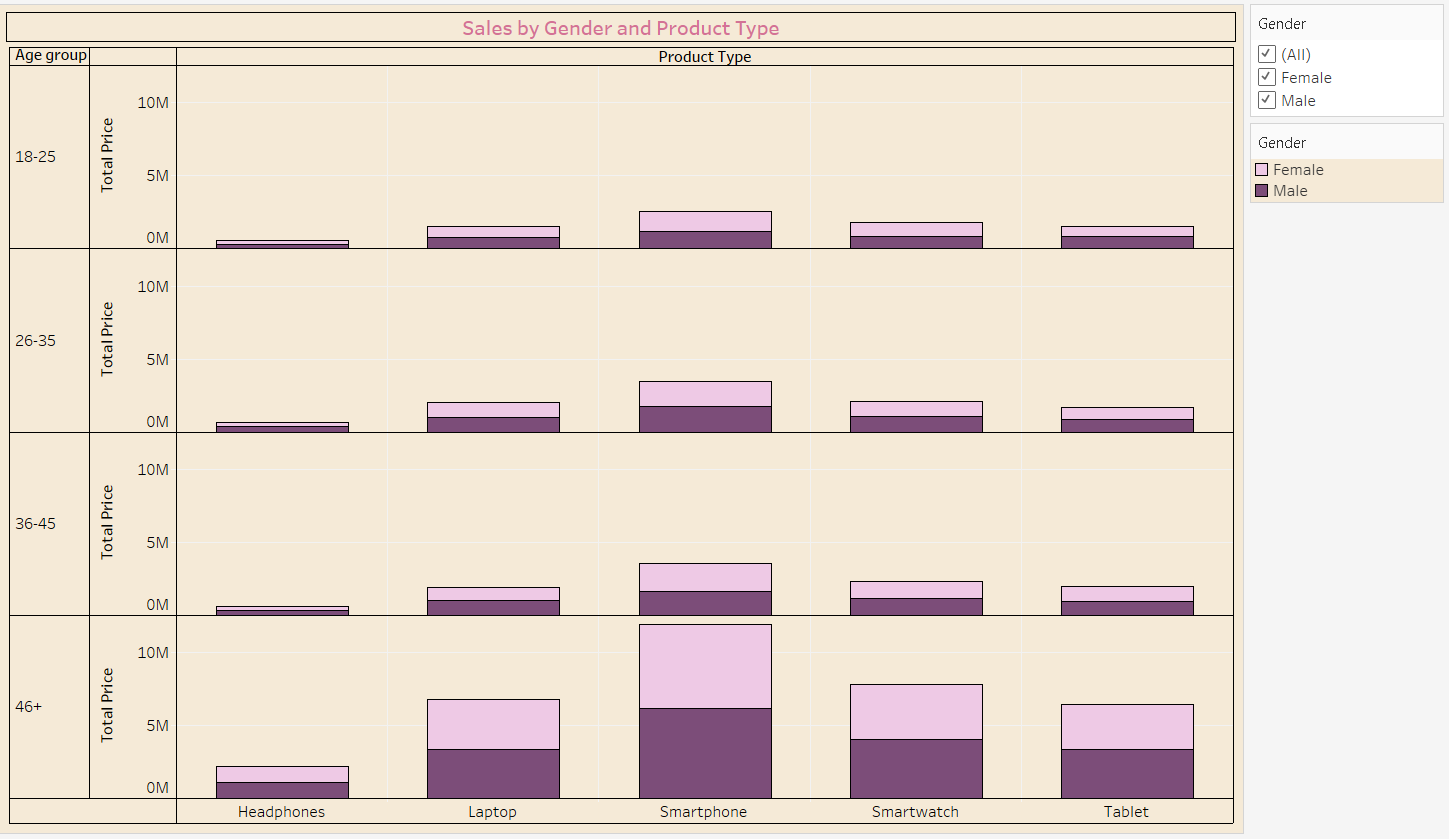 Sales by Gender and Product Type
Age group
Product Type
18-25
Total Price
10M
5M
0M
26-35
Total Price
10M
5M
0M
36-45
Total Price
10M
5M
0M
46+
Total Price
10M
5M
0M
Headphones Laptop Smartphone Smartwatch Tablet
Gender
(All)
Female
Male
Gender
Female
Male